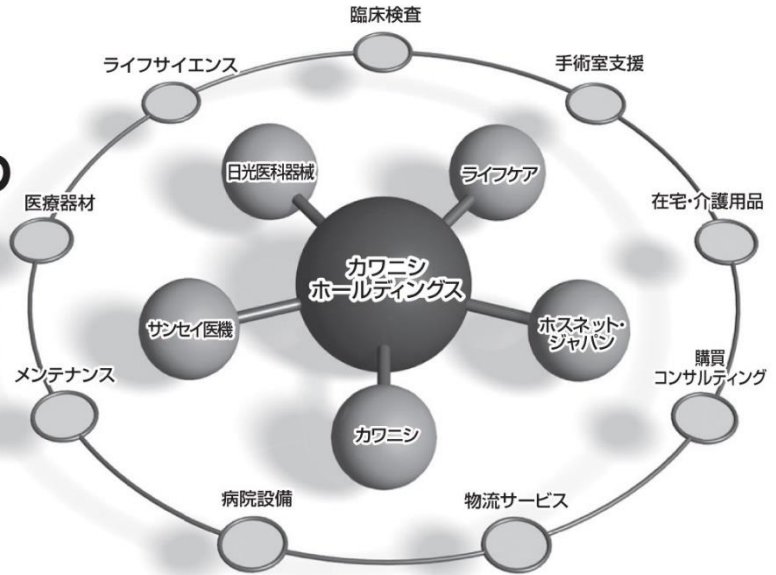 臨床検査
ライフサイエンス
手術室支援
日光医科器械
ライフケア
医療器材
在宅・介護用品
カワニシ
ホールディングス
サンセイ医機
ホスネット・
ジャパン
メンテナンス
購買
コンサルティング
カワニシ
病院設備
物流サービス